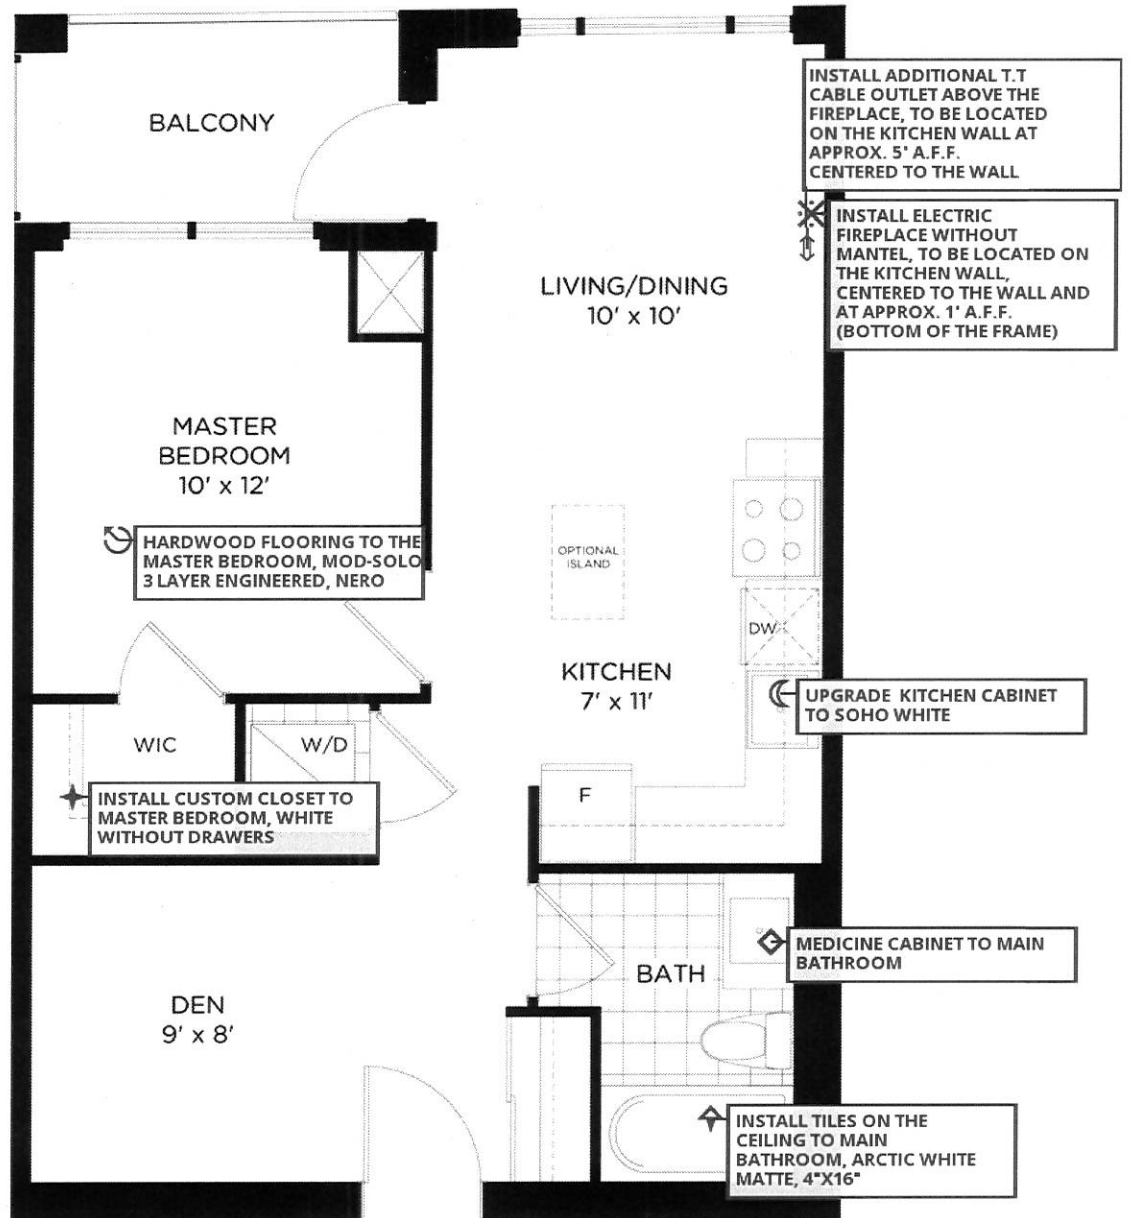 BALCONY
INSTALL ADDITIONAL T.T
CABLE OUTLET ABOVE THE
FIREPLACE, TO BE LOCATED
ON THE KITCHEN WALL AT
APPROX. 5' A.F.F.
CENTERED TO THE WALL
INSTALL ELECTRIC
FIREPLACE WITHOUT
MANTEL, TO BE LOCATED ON
THE KITCHEN WALL,
CENTERED TO THE WALL AND
AT APPROX. 1' A.F.F.
(BOTTOM OF THE FRAME)
LIVING/DINING
10' x 10'
MASTER
BEDROOM
10' x 12'
HARDWOOD FLOORING TO THE
MASTER BEDROOM, MOD-SOLO
3 LAYER ENGINEERED, NERO
OPTIONAL
ISLAND
DW
KITCHEN
7' x 11'
UPGRADE  KITCHEN CABINET
TO SOHO WHITE
WIC
W/D
F
INSTALL CUSTOM CLOSET TO
MASTER BEDROOM, WHITE
WITHOUT DRAWERS
MEDICINE CABINET TO MAIN
BATHROOM
BATH
DEN
9' x 8'
INSTALL TILES ON THE
CEILING TO MAIN
BATHROOM, ARCTIC WHITE
MATTE, 4"X16"